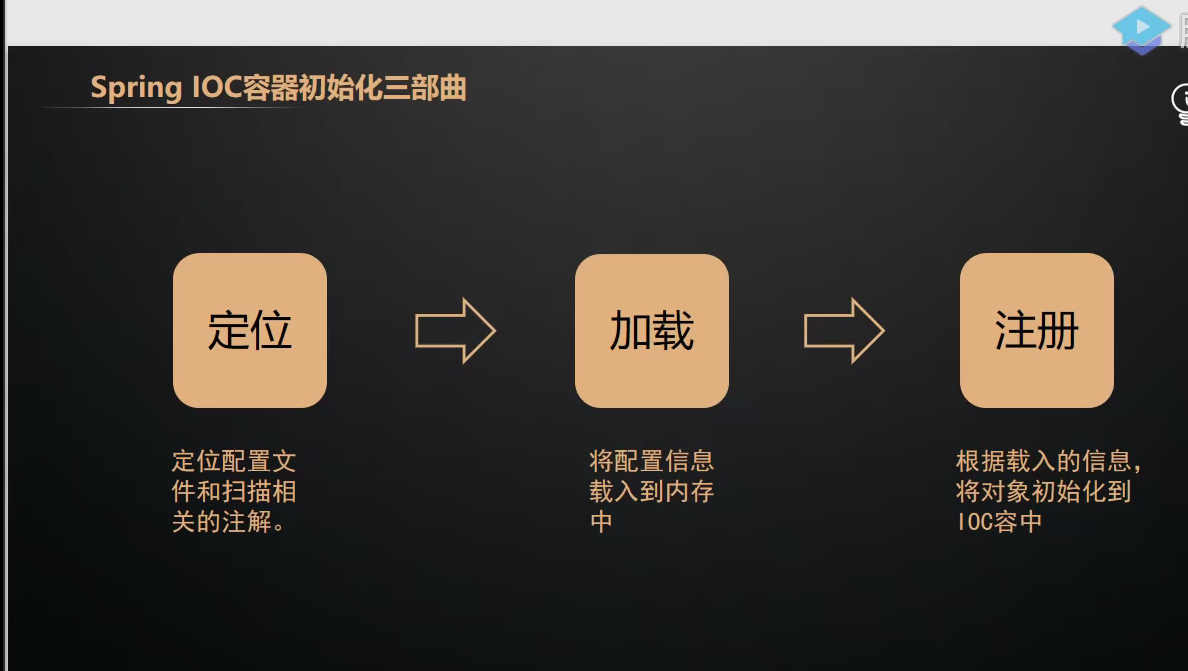 Spring IOC容器初始化三部曲
定位
加载
注册
定位配置文
件和扫描相
关的注解。
将配置信息
载入到内存
中
根据载入的信息，
将对象初始化到
IOC容中